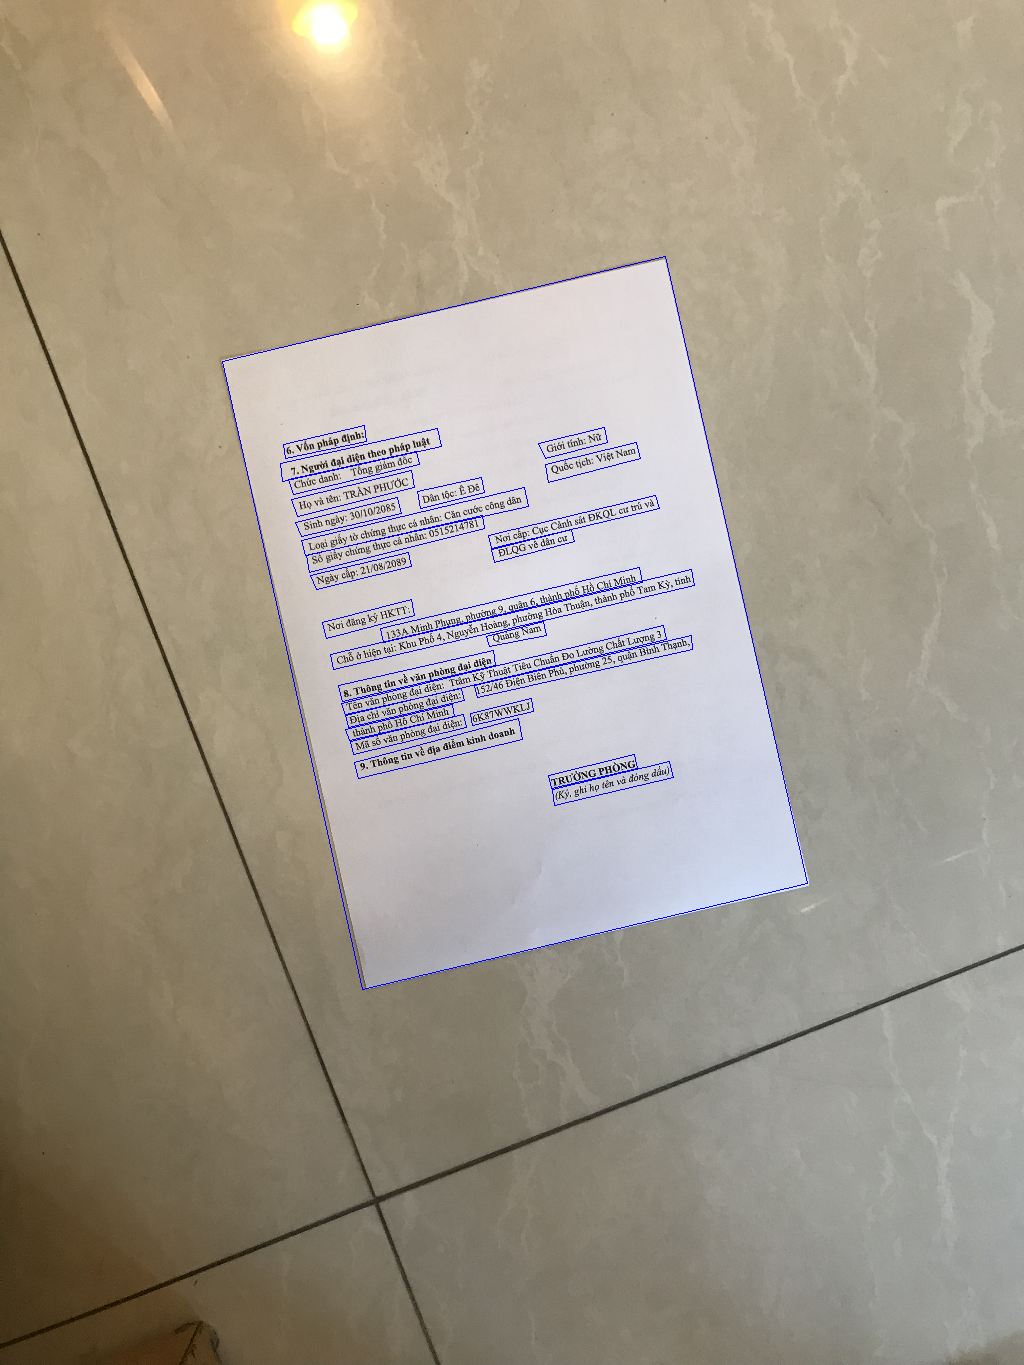 6. Vốn pháp định:
7. Người đại diện theo pháp luật
Chức danh: Tổng giám đốc
Giới tính: Nữ
Họ và tên: TRẦN PHƯỚC
Quốc tịch: Việt Nam
Sinh ngày: 30/10/2085
Dân tộc: Ê Đê
Loại giấy tờ chứng thực cá nhân: Căn cước công dân
Số giấy chứng thực cá nhân: 0515214781
Ngày cấp: 21/08/2089
Nơi cấp: Cục Cảnh sát ĐKQL cư trú và
ĐLQG về dân cư
Nơi đăng ký HKTT:
133A Minh Phụng, phường 9, quận 6, thành phố Hồ Chí Minh
Chỗ ở hiện tại: Khu Phố 4, Nguyễn Hoàng, phường Hòa Thuận, thành phố Tam Kỳ, tỉnh
Quảng Nam
8. Thông tin về văn phòng đại diện
Tên văn phòng đại diện: Ttâm Kỹ Thuật Tiêu Chuẩn Đo Lường Chất Lượng 3
Địa chỉ văn phòng đại diện: 152/46 Điện Biên Phủ, phường 25, quận Bình Thạnh,
thành phố Hồ Chí Minh
Mã số văn phòng đại diện: 6K87WWKLJ
9. Thông tin về địa điểm kinh doanh
TRƯỞNG PHÒNG
(Ký, ghi họ tên và đóng dấu)